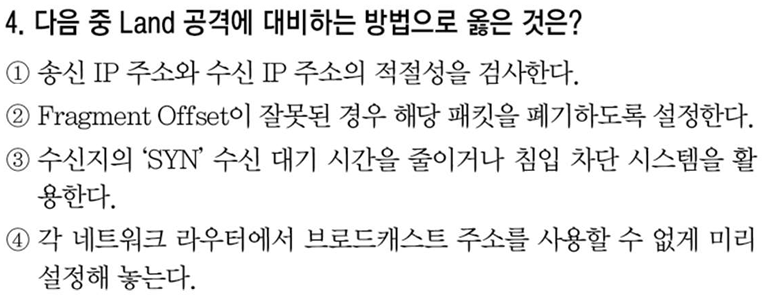 4. 다음 중 Land 공격에 대비하는 방법으로 옳은 것은?
① 송신 IP 주소와 수신 IP 주소의 적절성을 검사한다.
② Fragment Offset이 잘못된 경우 해당 패킷을 폐기하도록 설정한다.
③ 수신지의 ‘SYN’ 수신 대기 시간을 줄이거나 침입 차단 시스템을 활
용한다.
④ 각 네트워크 라우터에서 브로드캐스트 주소를 사용할 수 없게 미리
설정해 놓는다.